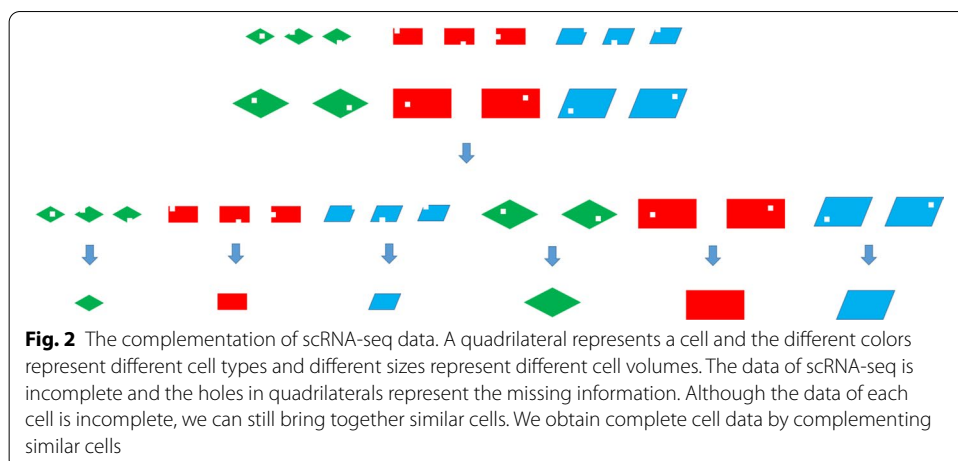 Fig. 2 The complementation of scRNA-seq data. A quadrilateral represents a cell and the different colors
represent different cell types and different sizes represent different cell volumes. The data of scRNA-seq is
incomplete and the holes in quadrilaterals represent the missing information. Although the data of each
cell is incomplete, we can still bring together similar cells. We obtain complete cell data by complementing
similar cells